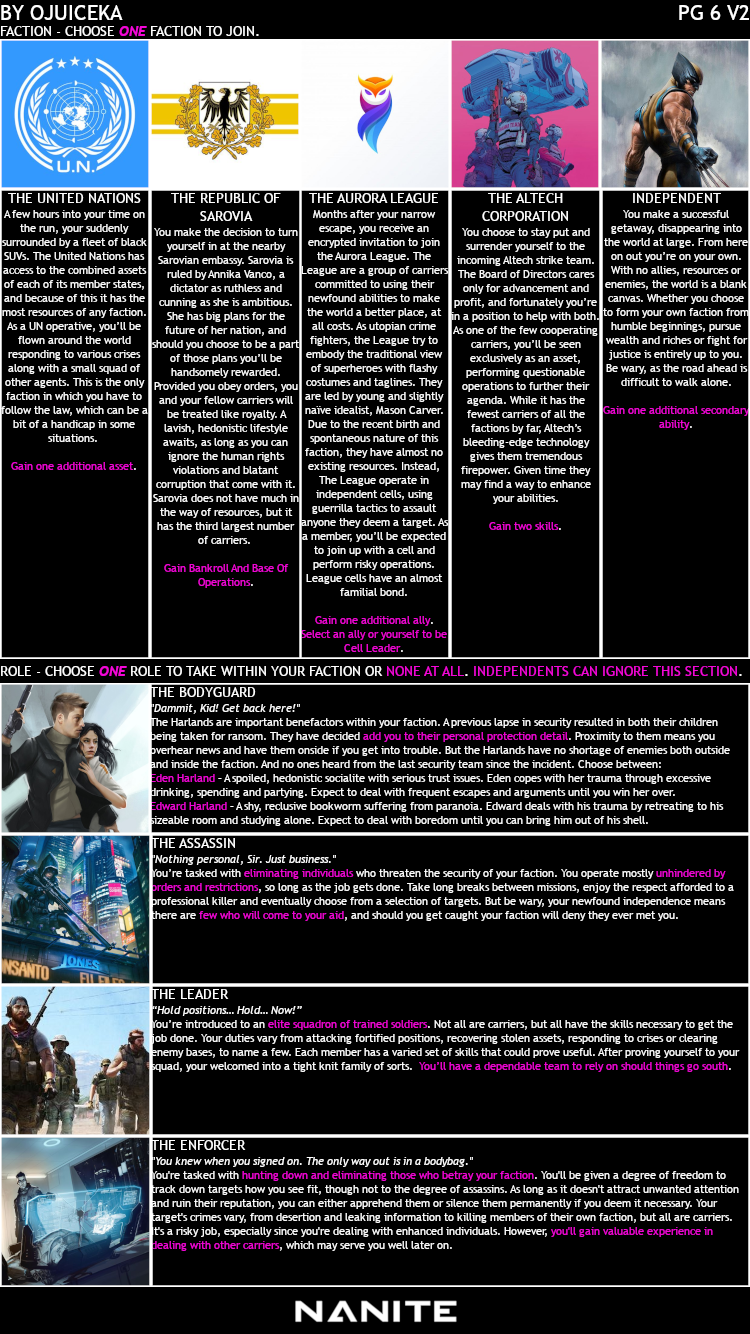 BY OJUICEKA
PG 6 V2
FACTION - CHOOSE ONE FACTION TO JOIN.
U.N.
THE UNITED NATIONS
A few hours into your time on
the run, your suddenly
surrounded by a fleet of black
SUVs. The United Nations has
access to the combined assets
of each of its member states,
and because of this it has the
most resources of any faction.
As a UN operative, you'll be
flown around the world
responding to various crises
along with a small squad of
other agents. This is the only
faction in which you have to
follow the law, which can be a
bit of a handicap in some
situations.
Gain one additional asset.
THE REPUBLIC OF
SAROVIA
You make the decision to turn
yourself in at the nearby
Sarovian embassy. Sarovia is
ruled by Annika Vanco, a
dictator as ruthless and
cunning as she is ambitious.
She has big plans for the
future of her nation, and
should you choose to be a part
of those plans you'll be
handsomely rewarded.
Provided you obey orders, you
and your fellow carriers will
be treated like royalty. A
lavish, hedonistic lifestyle
awaits, as long as you can
ignore the human rights
violations and blatant
corruption that come with it.
Sarovia does not have much in
the way of resources, but it
has the third largest number
of carriers.
Gain Bankroll And Base Of
Operations.
THE AURORA LEAGUE
Months after your narrow
escape, you receive an
encrypted invitation to join
the Aurora League. The
League are a group of carriers
committed to using their
newfound abilities to make
the world a better place, at
all costs. As utopian crime
fighters, the League try to
embody the traditional view
of superheroes with flashy
costumes and taglines. They
are led by young and slightly
naïve idealist, Mason Carver.
Due to the recent birth and
spontaneous nature of this
faction, they have almost no
existing resources. Instead,
The League operate in
independent cells, using
guerrilla tactics to assault
anyone they deem a target. As
a member, you'll be expected
to join up with a cell and
perform risky operations.
League cells have an almost
familial bond.
Gain one additional ally.
Select an ally or yourself to be
Cell Leader.
THE ALTECH
CORPORATION
You choose to stay put and
surrender yourself to the
incoming Altech strike team.
The Board of Directors cares
only for advancement and
profit, and fortunately you're
in a position to help with both.
As one of the few cooperating
carriers, you'll be seen
exclusively as an asset,
performing questionable
operations to further their
agenda. While it has the
fewest carriers of all the
factions by far, Altech's
bleeding-edge technology
gives them tremendous
firepower. Given time they
may find a way to enhance
your abilities.
Gain two skills.
INDEPENDENT
You make a successful
getaway, disappearing into
the world at large. From here
on out you're on your own.
With no allies, resources or
enemies, the world is a blank
canvas. Whether you choose
to form your own faction from
humble beginnings, pursue
wealth and riches or fight for
justice is entirely up to you.
Be wary, as the road ahead is
difficult to walk alone.
Gain one additional secondary
ability.
ROLE - CHOOSE ONE ROLE TO TAKE WITHIN YOUR FACTION OR NONE AT ALL. INDEPENDENTS CAN IGNORE THIS SECTION.
THE BODYGUARD
"Dammit, Kid! Get back here!"
The Harlands are important benefactors within your faction. A previous lapse in security resulted in both their children
being taken for ransom. They have decided add you to their personal protection detail. Proximity to them means you
overhear news and have them onside if you get into trouble. But the Harlands have no shortage of enemies both outside
and inside the faction. And no ones heard from the last security team since the incident. Choose between:
Eden Harland - A spoiled, hedonistic socialite with serious trust issues. Eden copes with her trauma through excessive
drinking, spending and partying. Expect to deal with frequent escapes and arguments until you win her over.
Edward Harland - A shy, reclusive bookworm suffering from paranoia. Edward deals with his trauma by retreating to his
sizeable room and studying alone. Expect to deal with boredom until you can bring him out of his shell.
THE ASSASSIN
"Nothing personal, Sir. Just business."
You're tasked with eliminating individuals who threaten the security of your faction. You operate mostly unhindered by
orders and restrictions, so long as the job gets done. Take long breaks between missions, enjoy the respect afforded to a
professional killer and eventually choose from a selection of targets. But be wary, your newfound independence means
there are few who will come to your aid, and should you get caught your faction will deny they ever met you.
NSANTO
JONES
THE LEADER
"Hold positions... Hold... Now!"
You're introduced to an elite squadron of trained soldiers. Not all are carriers, but all have the skills necessary to get the
job done. Your duties vary from attacking fortified positions, recovering stolen assets, responding to crises or clearing
enemy bases, to name a few. Each member has a varied set of skills that could prove useful. After proving yourself to your
squad, your welcomed into a tight knit family of sorts. You'll have a dependable team to rely on should things go south.
THE ENFORCER
"You knew when you signed on. The only way out is in a bodybag."
You're tasked with hunting down and eliminating those who betray your faction. You'll be given a degree of freedom to
track down targets how you see fit, though not to the degree of assassins. As long as it doesn't attract unwanted attention
and ruin their reputation, you can either apprehend them or silence them permanently if you deem it necessary. Your
target's crimes vary, from desertion and leaking information to killing members of their own faction, but all are carriers.
It's a risky job, especially since you're dealing with enhanced individuals. However, you'll gain valuable experience in
dealing with other carriers, which may serve you well later on.
NANITE